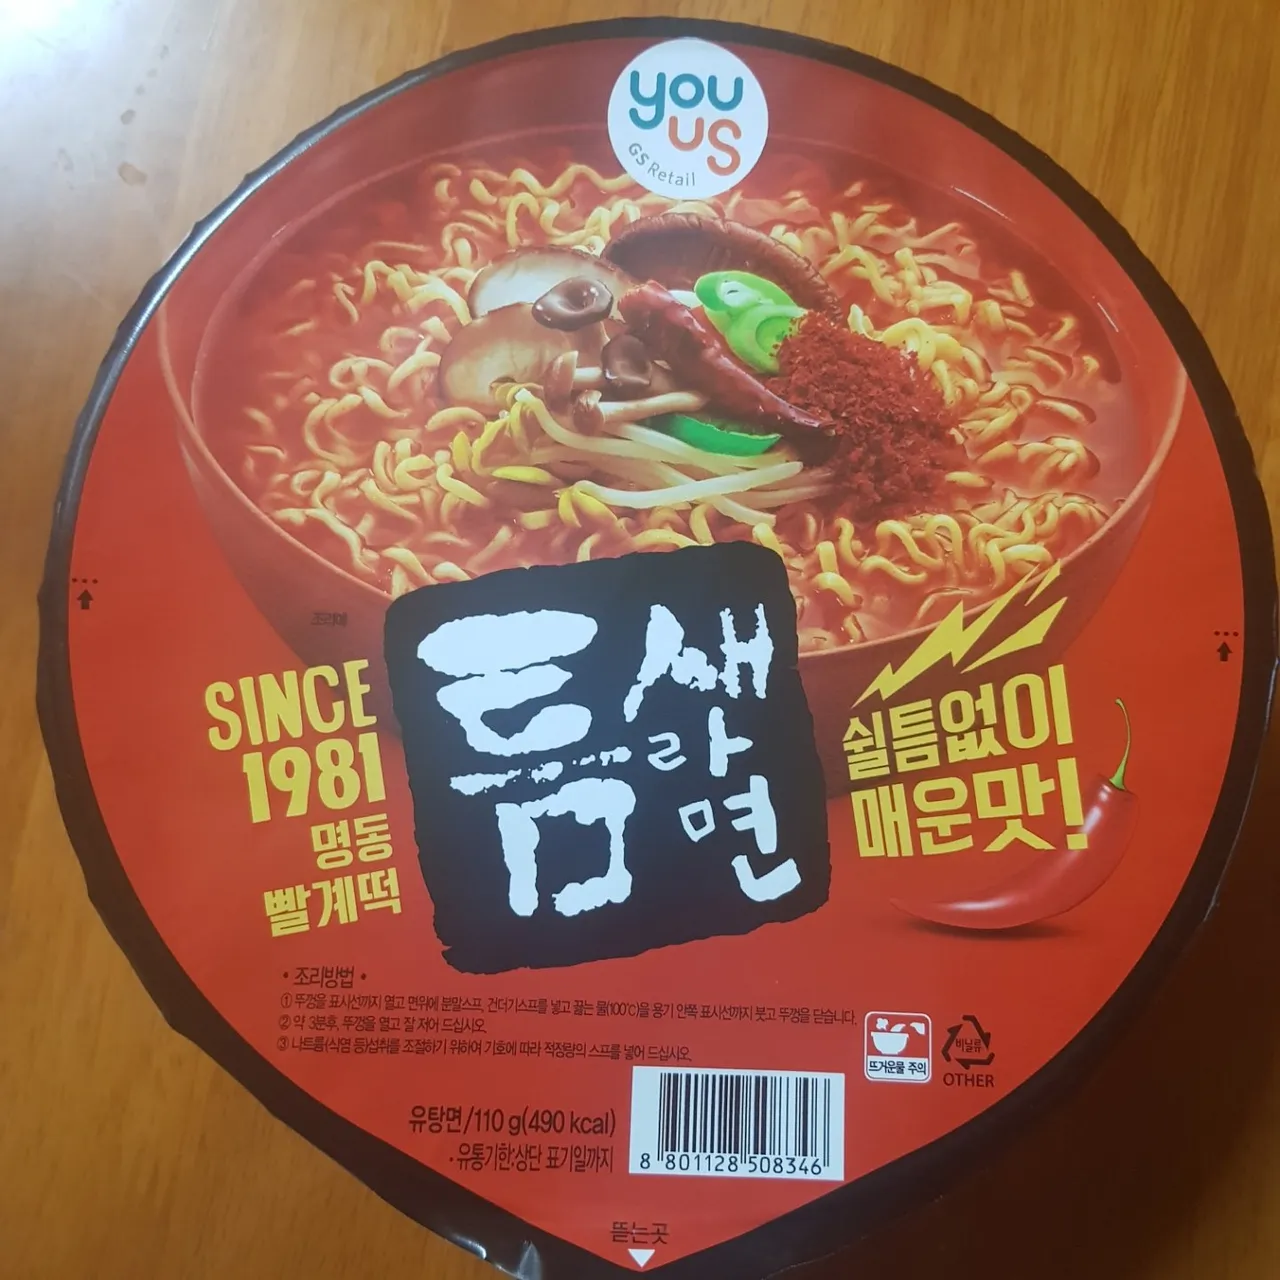 you
us
GS Retail
조리예
SINCE
1981
명동
빨계떡
틈새
라면
쉴틈없이
매운맛!
• 조리방법 •
① 뚜껑을 표시선까지 열고 면위에 분말스프, 건더기스프를 넣고 끓는 물(100℃)을 용기 안쪽 표시선까지 붓고 뚜껑을 닫습니다.
② 약 3분후, 뚜껑을 열고 잘 저어 드십시오.
③ 나트륨(식염 등)섭취를 조절하기 위하여 기호에 따라 적정량의 스프를 넣어 드십시오.
뜨거운물 주의
비닐류
OTHER
유탕면/110 g(490 kcal)
·유통기한:상단 표기일까지
8 801128 508346
뜯는곳